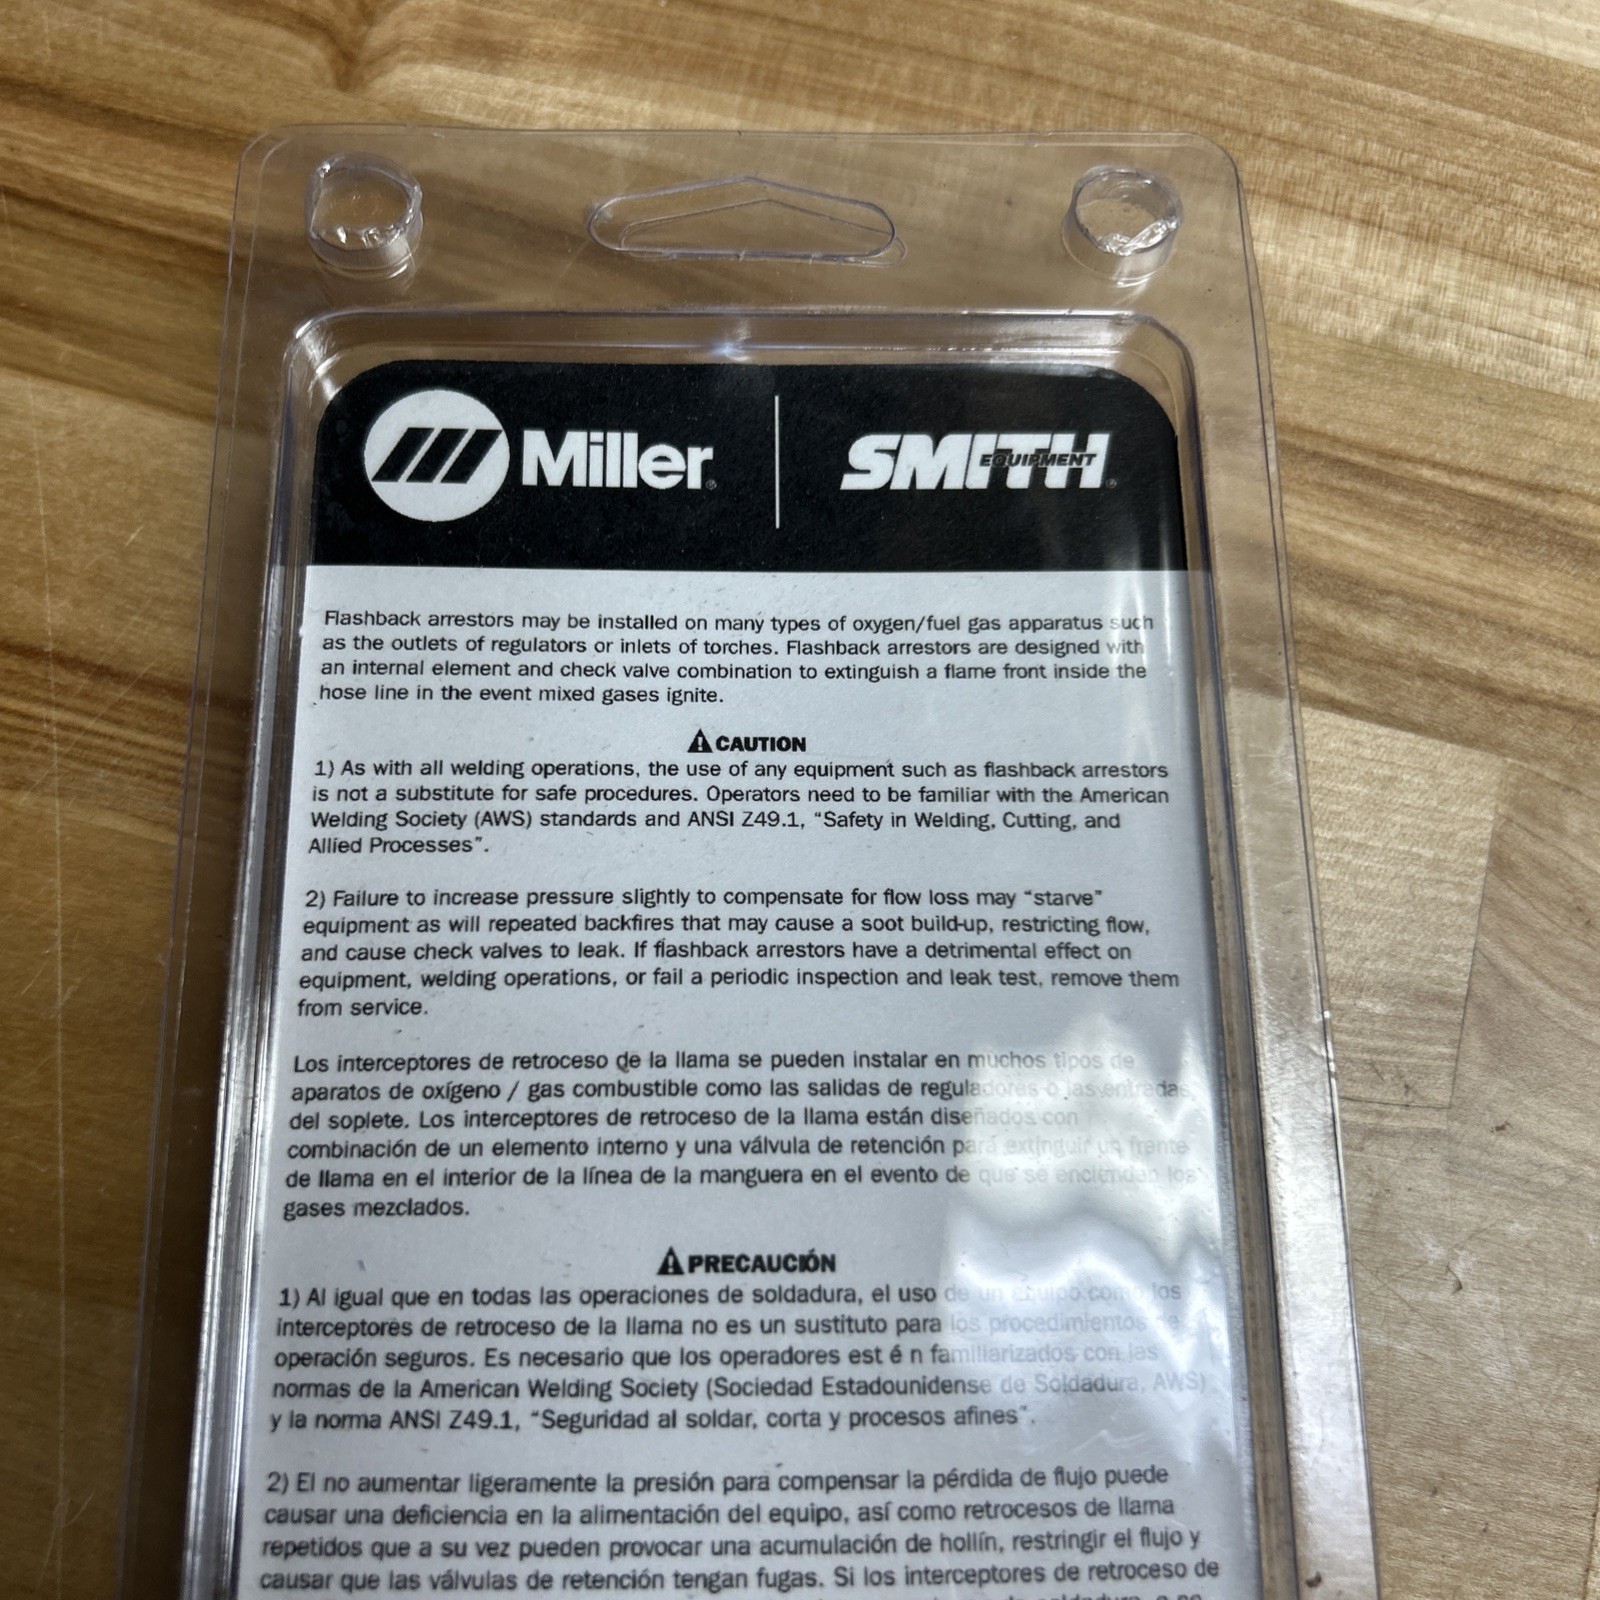 Miller®
SMITH EQUIPMENT®
Flashback arrestors may be installed on many types of oxygen/fuel gas apparatus such
as the outlets of regulators or inlets of torches. Flashback arrestors are designed with
an internal element and check valve combination to extinguish a flame front inside the
hose line in the event mixed gases ignite.
CAUTION
1) As with all welding operations, the use of any equipment such as flashback arrestors
is not a substitute for safe procedures. Operators need to be familiar with the American
Welding Society (AWS) standards and ANSI Z49.1, “Safety in Welding, Cutting, and
Allied Processes”.
2) Failure to increase pressure slightly to compensate for flow loss may “starve”
equipment as will repeated backfires that may cause a soot build-up, restricting flow,
and cause check valves to leak. If flashback arrestors have a detrimental effect on
equipment, welding operations, or fail a periodic inspection and leak test, remove them
from service.
Los interceptores de retroceso de la llama se pueden instalar en muchos tipos de
aparatos de oxígeno / gas combustible como las salidas de reguladores o las entradas
del soplete. Los interceptores de retroceso de la llama están diseñados con
combinación de un elemento interno y una válvula de retención para extinguir un frente
de llama en el interior de la línea de la manguera en el evento de que se enciendan los
gases mezclados.
PRECAUCIÓN
1) Al igual que en todas las operaciones de soldadura, el uso de un equipo como los
interceptores de retroceso de la llama no es un sustituto para los procedimientos de
operación seguros. Es necesario que los operadores est é n familiarizados con las
normas de la American Welding Society (Sociedad Estadounidense de Soldadura, AWS)
y la norma ANSI Z49.1, “Seguridad al soldar, corta y procesos afines”.
2) El no aumentar ligeramente la presión para compensar la pérdida de flujo puede
causar una deficiencia en la alimentación del equipo, así como retrocesos de llama
repetidos que a su vez pueden provocar una acumulación de hollín, restringir el flujo y
causar que las válvulas de retención tengan fugas. Si los interceptores de retroceso de